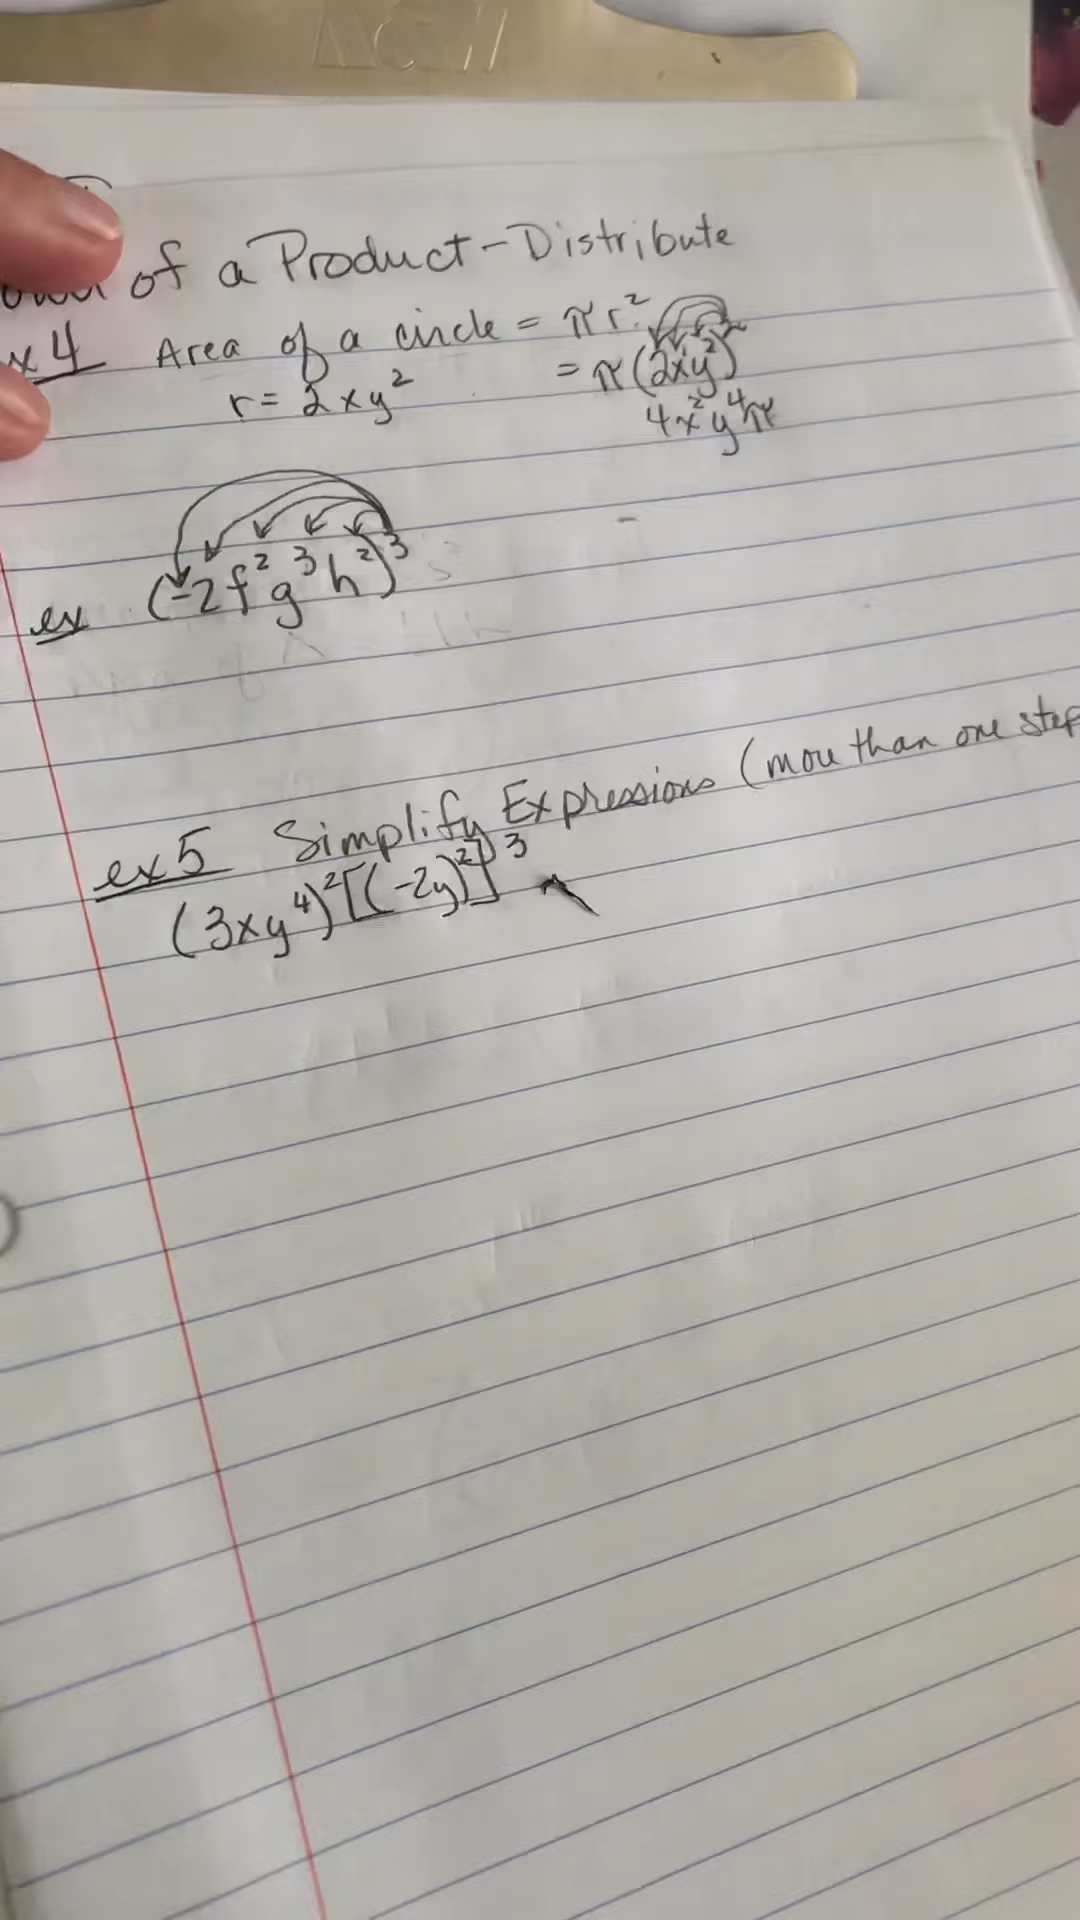 of a Product - Distribute
x 4 Area of a circle = πr²
r = 2xy² = π(2xy²)²
4x²y⁴π
ex (-2f²g³h²)³
ex 5 Simplify Expressions (more than one step
(3xy⁴)²[(-2y)²]³